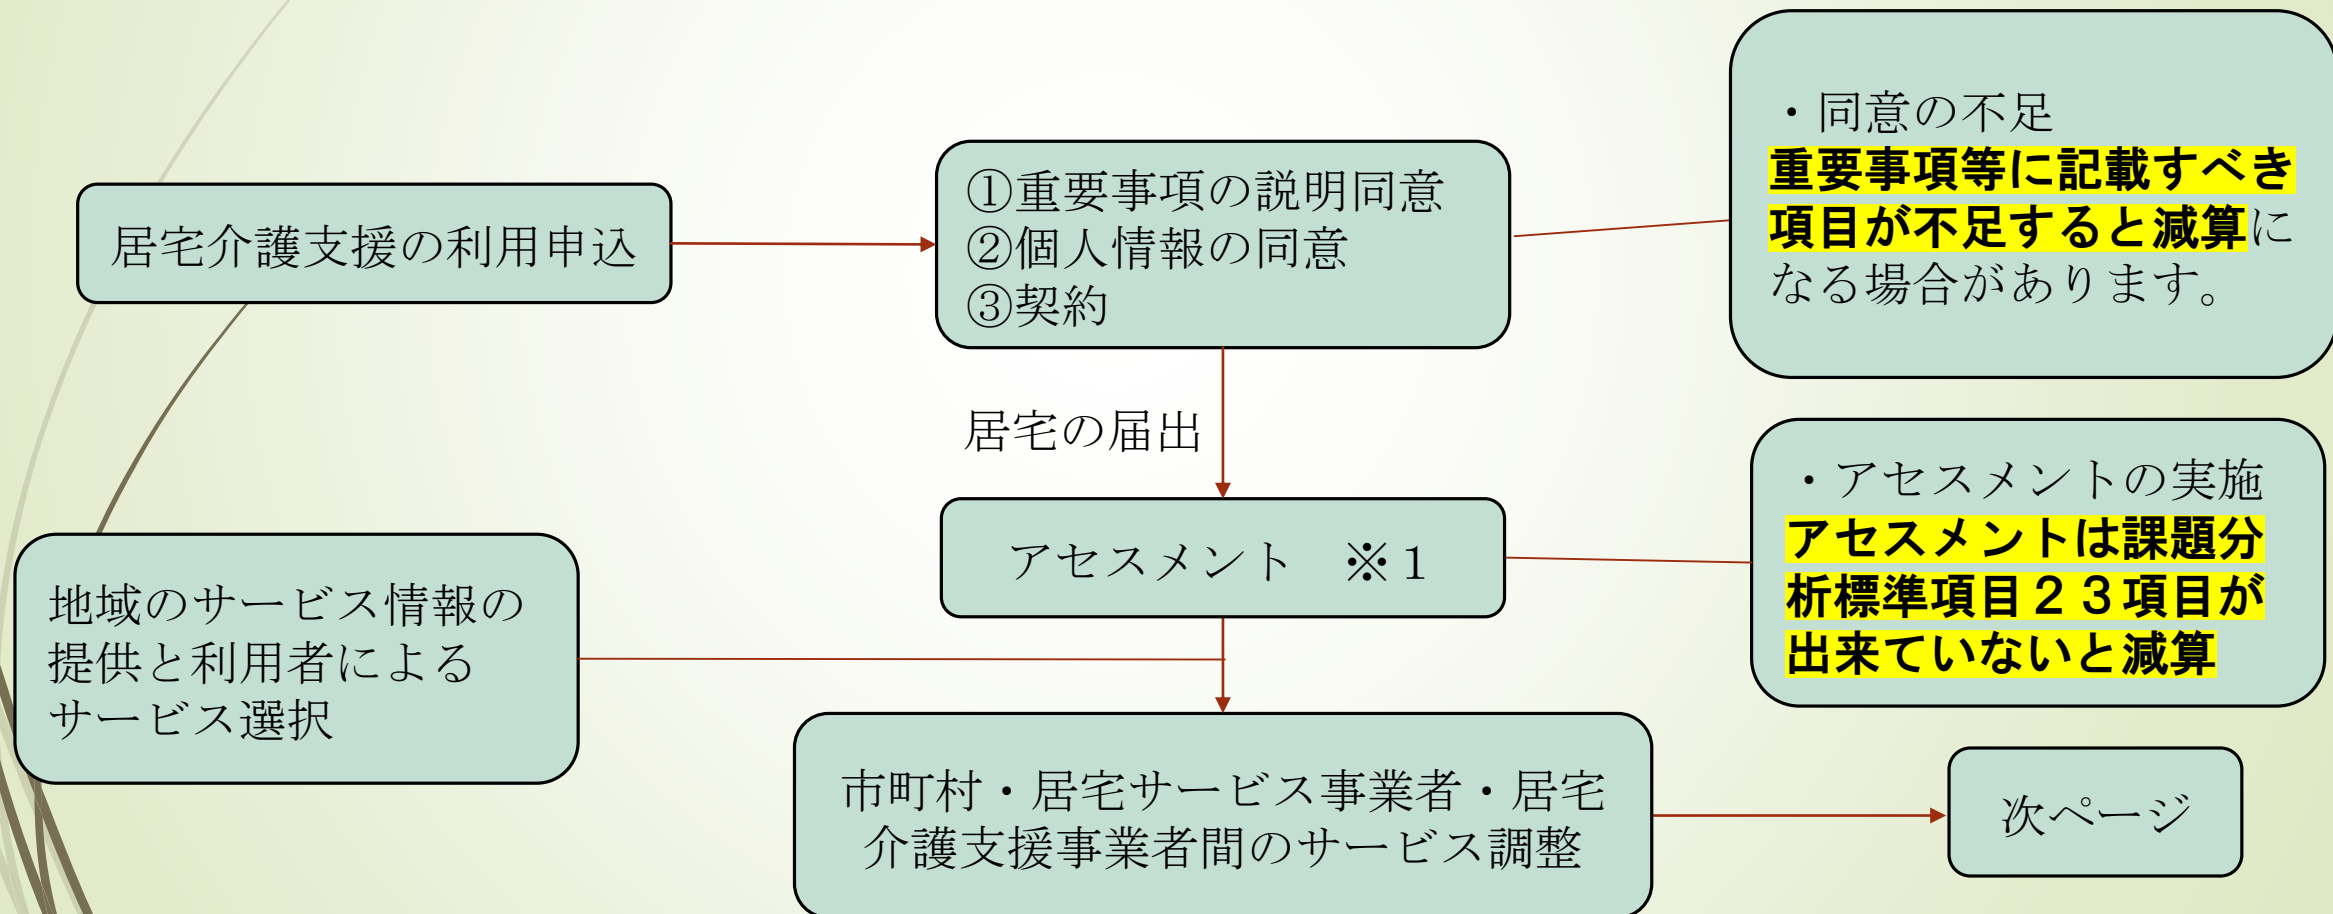 居宅介護支援の利用申込
①重要事項の説明同意
②個人情報の同意
③契約
・同意の不足
重要事項等に記載すべき
項目が不足すると減算に
なる場合があります。
居宅の届出
アセスメント　※１
・アセスメントの実施
アセスメントは課題分
析標準項目２３項目が
出来ていないと減算
地域のサービス情報の
提供と利用者による
サービス選択
市町村・居宅サービス事業者・居宅
介護支援事業者間のサービス調整
次ページ